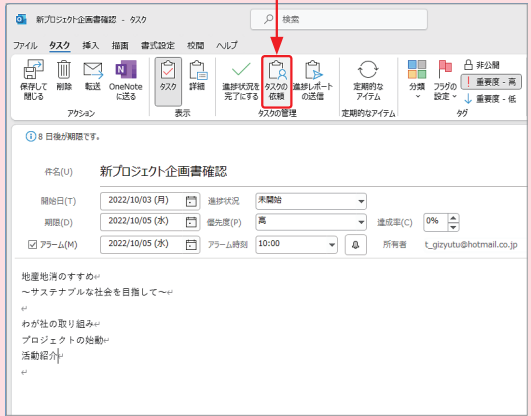 新プロジェクト企画書確認 - タスク
検索
ファイル タスク 挿入 描画 書式設定 校閲 ヘルプ
保存して閉じる 削除 転送 OneNoteに送る タスク 詳細 進捗状況を完了にする タスクの依頼 進捗レポートの送信 定期的なアイテム 分類 フラグの設定 非公開
重要度 - 高
重要度 - 低
アクション 表示 タスクの管理 定期的なアイテム タグ
8 日後が期限です。
件名(U) 新プロジェクト企画書確認
開始日(T) 2022/10/03 (月) 進捗状況 未開始
期限(D) 2022/10/05 (水) 優先度(P) 高 達成率(C) 0%
アラーム(M) 2022/10/05 (水) アラーム時刻 10:00 所有者 t_gizyutu@hotmail.co.jp
地産地消のすすめ↵
~サステナブルな社会を目指して~↵
↵
わが社の取り組み↵
プロジェクトの始動↵
活動紹介↵
↵